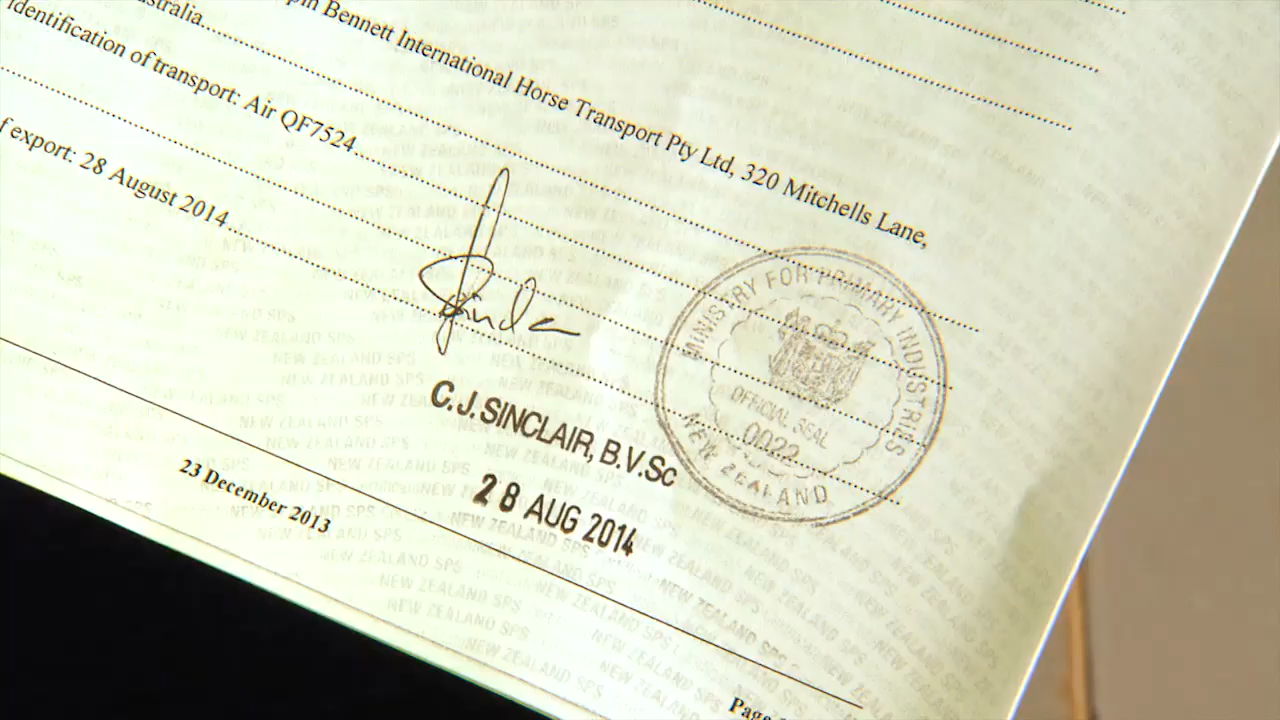 Bennett International Horse Transport Pty Ltd, 320 Mitchells Lane,
ustralia
dentification of transport: Air QF7524
f export: 28 August 2014
C.J.SINCLAIR, B.V.Sc
28 AUG 2014
MINISTRY FOR PRIMARY INDUSTRIES
OFFICIAL SEAL
0022
NEW ZEALAND
23 December 2013
Page
NEW ZEALAND SPS